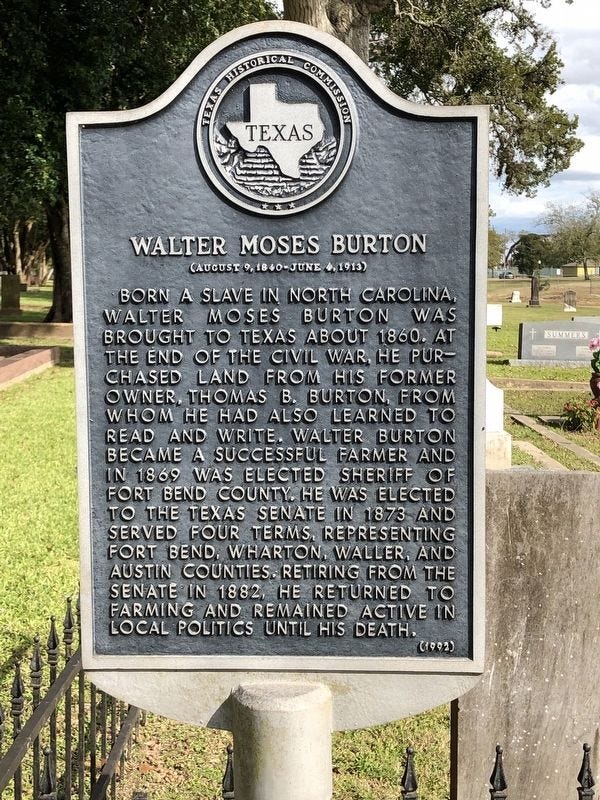 TEXAS HISTORICAL COMMISSION
TEXAS
WALTER MOSES BURTON
(AUGUST 9, 1840-JUNE 4, 1913)
BORN A SLAVE IN NORTH CAROLINA,
WALTER MOSES BURTON WAS
BROUGHT TO TEXAS ABOUT 1860. AT
THE END OF THE CIVIL WAR, HE PUR-
CHASED LAND FROM HIS FORMER
OWNER, THOMAS B. BURTON, FROM
WHOM HE HAD ALSO LEARNED TO
READ AND WRITE. WALTER BURTON
BECAME A SUCCESSFUL FARMER AND
IN 1869 WAS ELECTED SHERIFF OF
FORT BEND COUNTY. HE WAS ELECTED
TO THE TEXAS SENATE IN 1873 AND
SERVED FOUR TERMS, REPRESENTING
FORT BEND, WHARTON, WALLER, AND
AUSTIN COUNTIES. RETIRING FROM THE
SENATE IN 1882, HE RETURNED TO
FARMING AND REMAINED ACTIVE IN
LOCAL POLITICS UNTIL HIS DEATH.
(1992)
SUMMERS